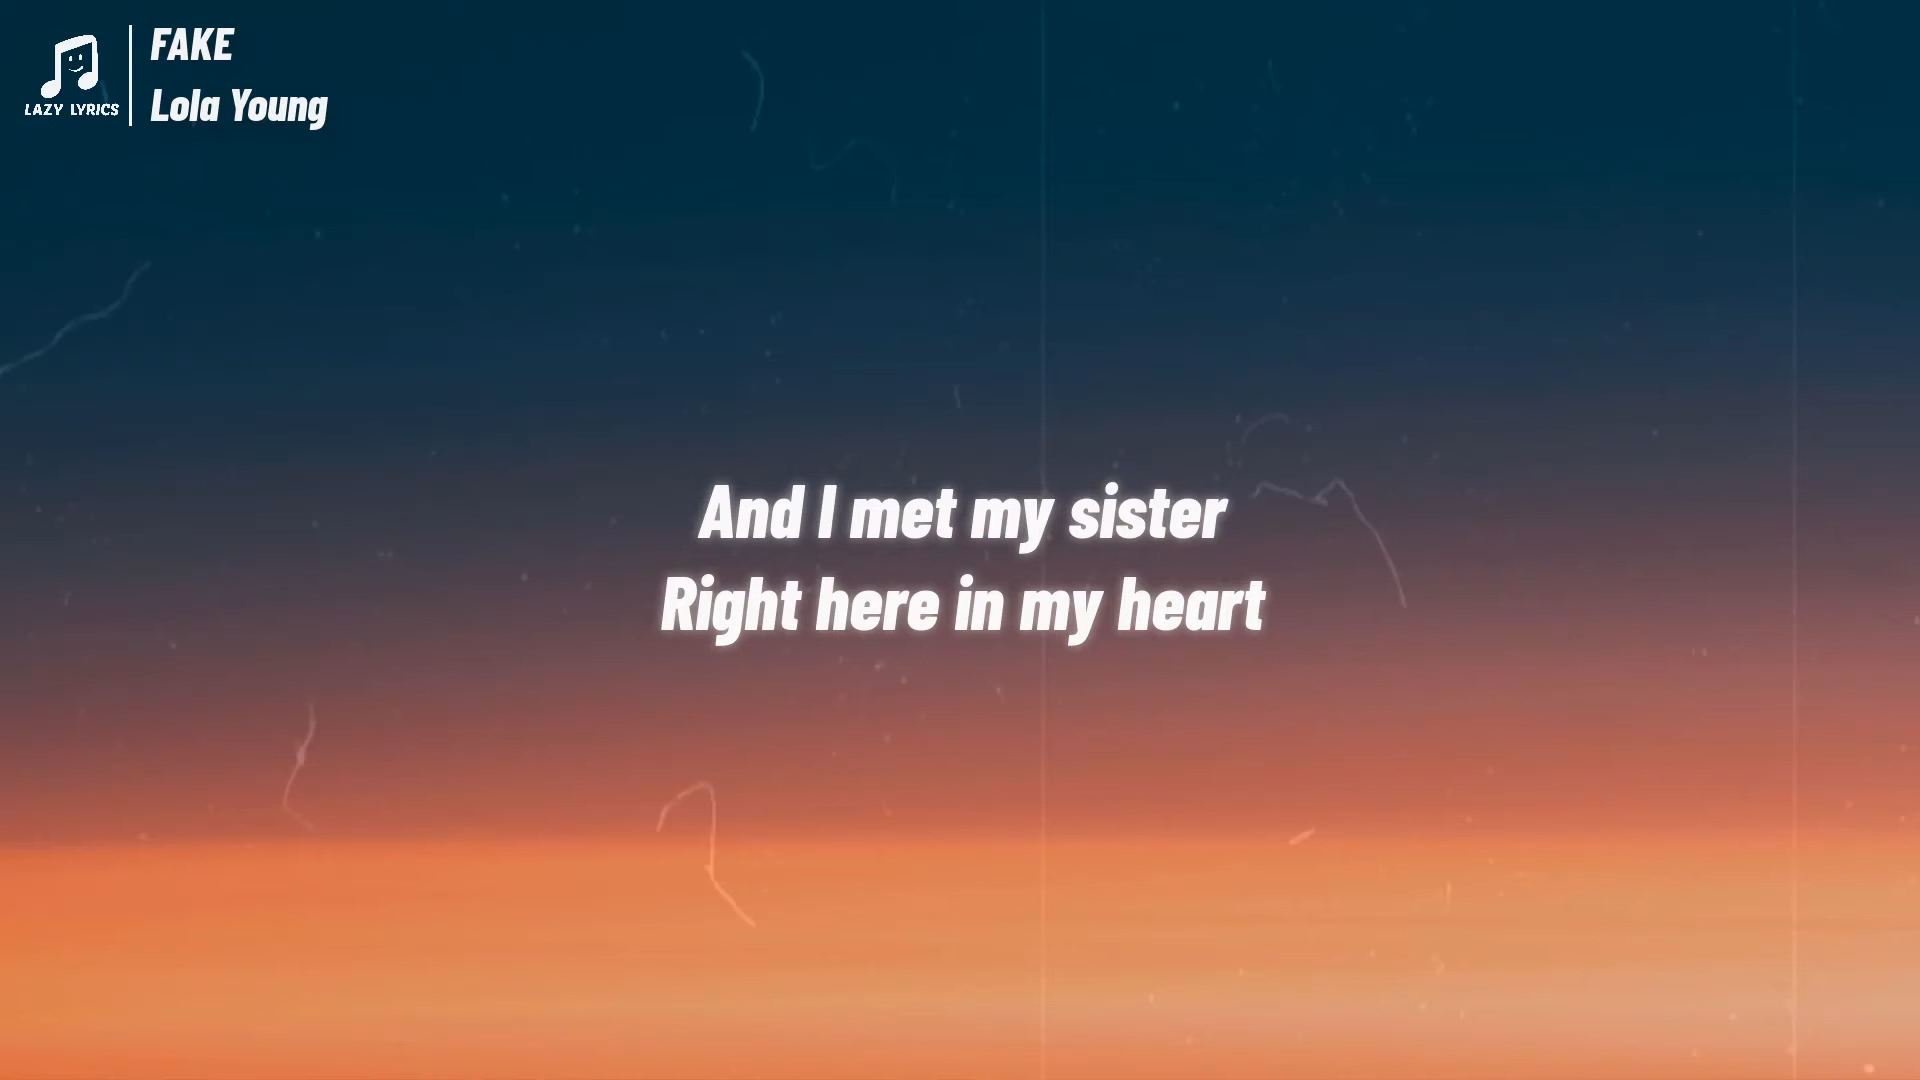 FAKE
Lola Young
LAZY LYRICS
And I met my sister
Right here in my heart